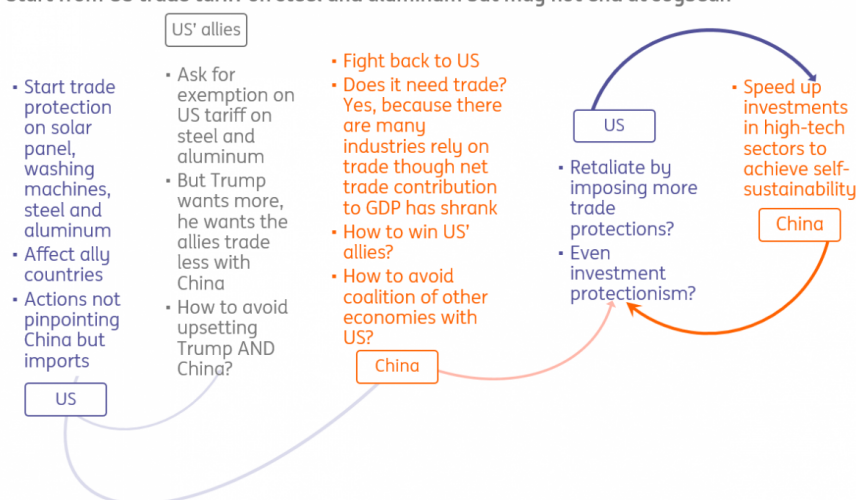 US' allies
• Start trade
protection
on solar
panel,
washing
machines,
steel and
aluminum
• Affect ally
countries
• Actions not
pinpointing
China but
imports
US
• Ask for
exemption on
US tariff on
steel and
aluminum
• But Trump
wants more,
he wants the
allies trade
less with
China
• How to avoid
upsetting
Trump AND
China?
• Fight back to US
• Does it need trade?
Yes, because there
are many
industries rely on
trade though net
trade contribution
to GDP has shrank
• How to win US'
allies?
• How to avoid
coalition of other
economies with
US?
China
US
• Retaliate by
imposing more
trade
protections?
• Even
investment
protectionism?
• Speed up
investments
in high-tech
sectors to
achieve self-
sustainability
China